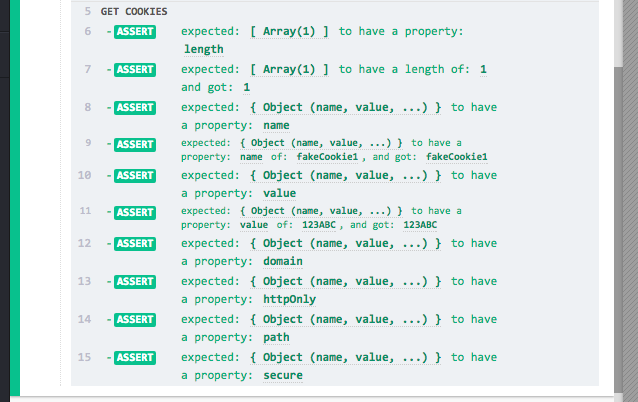 5 GET COOKIES
6 - ASSERT expected: [ Array(1) ] to have a property:
length
7 - ASSERT expected: [ Array(1) ] to have a length of: 1
and got: 1
8 - ASSERT expected: { Object (name, value, ...) } to have
a property: name
9 - ASSERT expected: { Object (name, value, ...) } to have a
property: name of: fakeCookie1 , and got: fakeCookie1
10 - ASSERT expected: { Object (name, value, ...) } to have
a property: value
11 - ASSERT expected: { Object (name, value, ...) } to have a
property: value of: 123ABC , and got: 123ABC
12 - ASSERT expected: { Object (name, value, ...) } to have
a property: domain
13 - ASSERT expected: { Object (name, value, ...) } to have
a property: httpOnly
14 - ASSERT expected: { Object (name, value, ...) } to have
a property: path
15 - ASSERT expected: { Object (name, value, ...) } to have
a property: secure